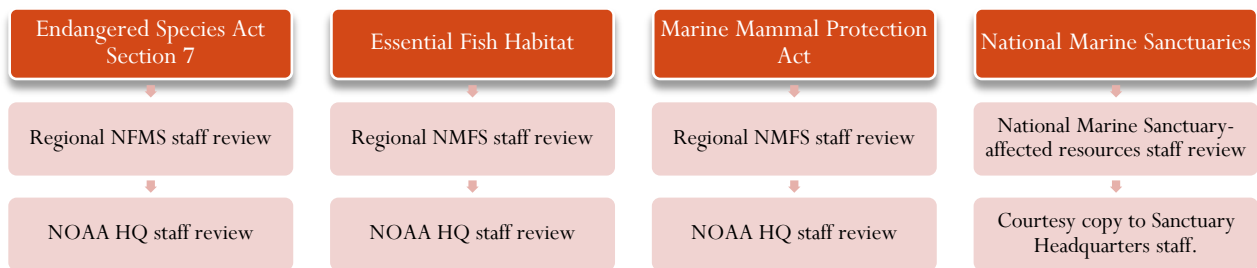 Endangered Species Act
Section 7
Regional NFMS staff review
NOAA HQ staff review
Essential Fish Habitat
Regional NMFS staff review
NOAA HQ staff review
Marine Mammal Protection
Act
Regional NMFS staff review
NOAA HQ staff review
National Marine Sanctuaries
National Marine Sanctuary-
affected resources staff review
Courtesy copy to Sanctuary
Headquarters staff.